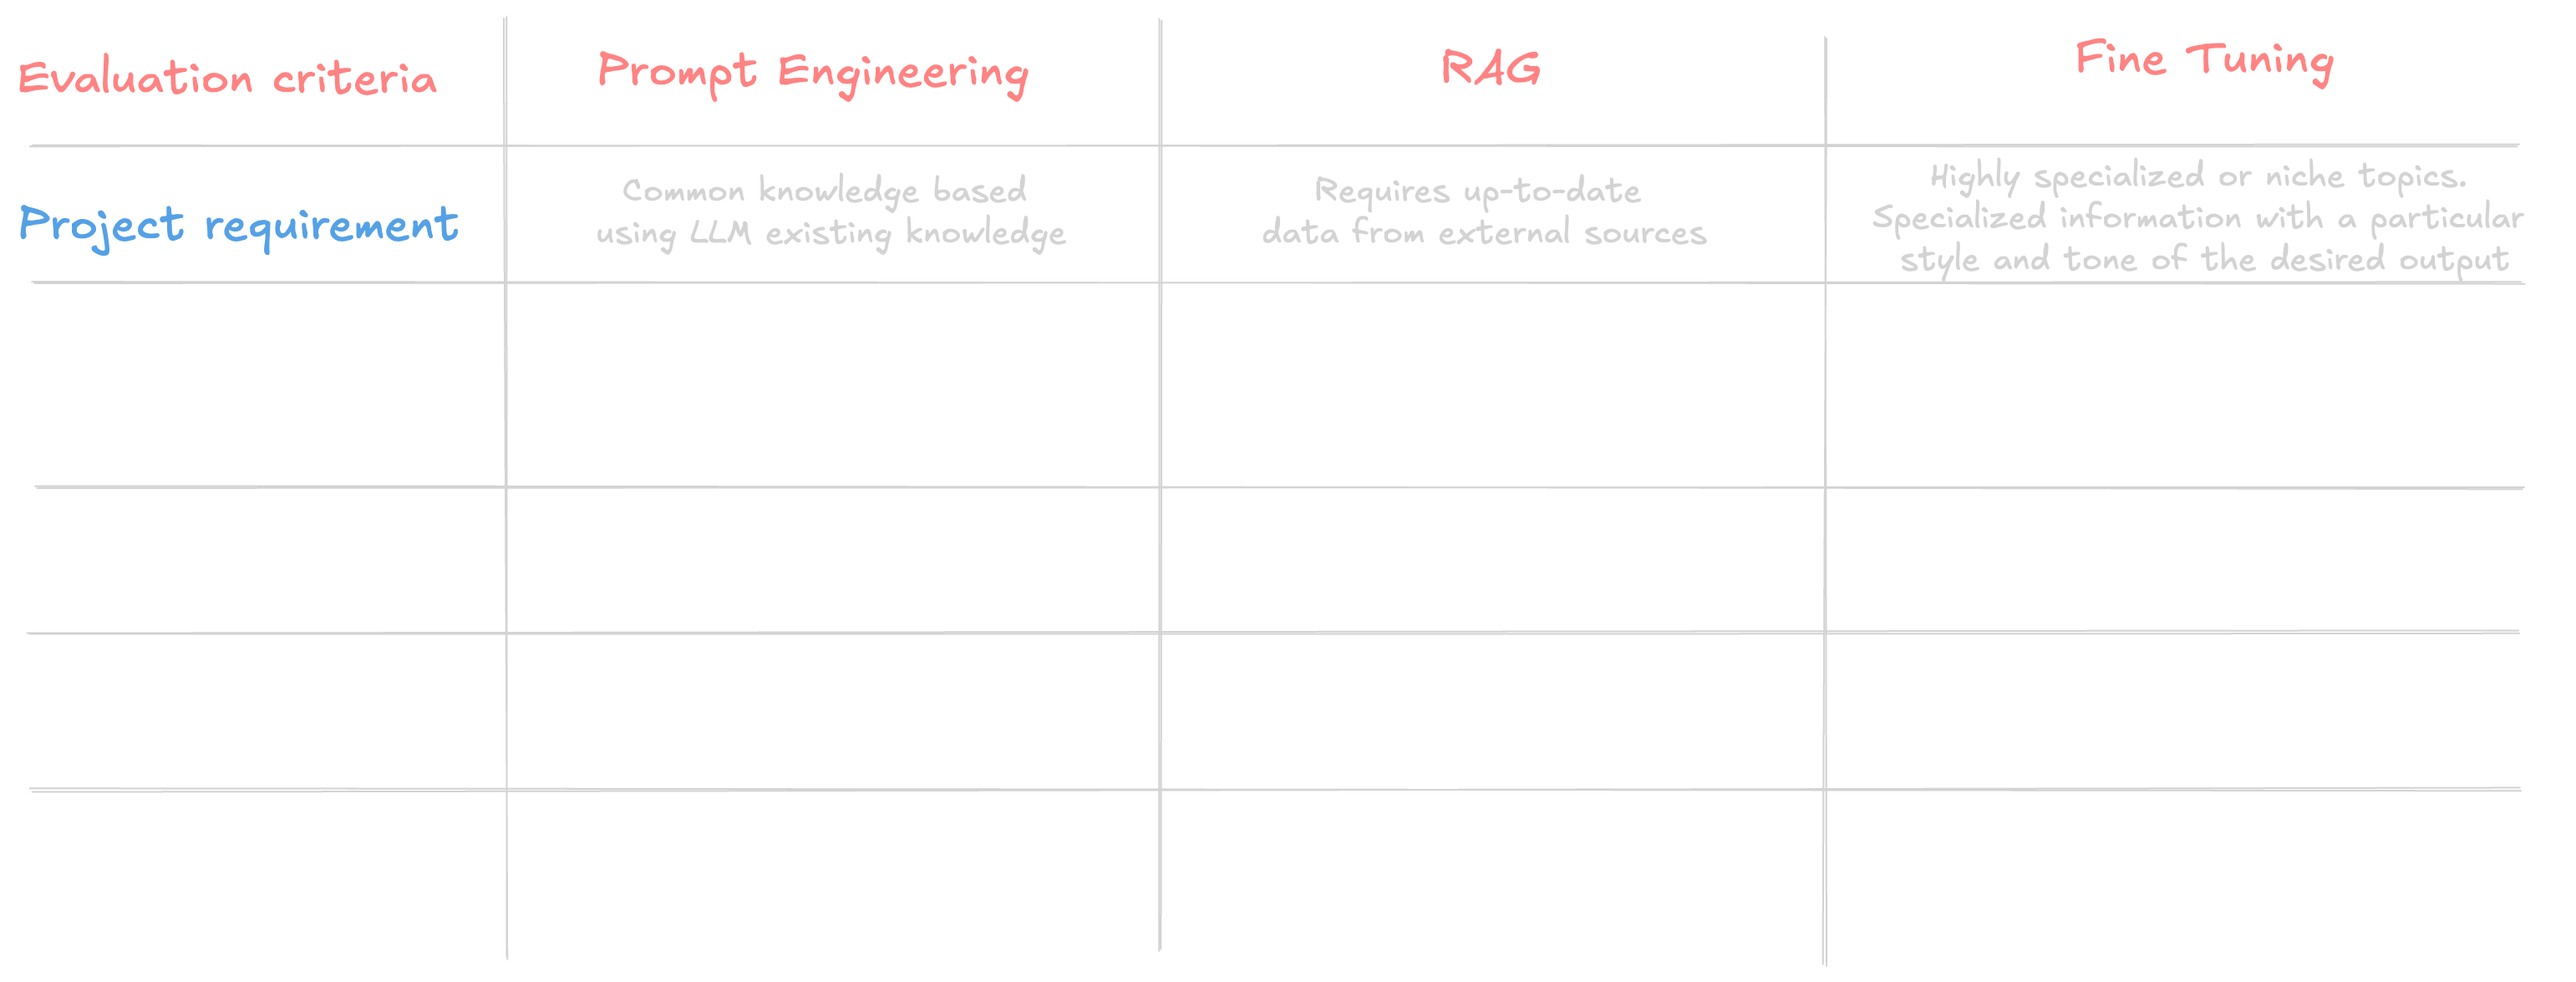 Evaluation criteria
Prompt Engineering
RAG
Fine Tuning
Project requirement
Common knowledge based
using LLM existing knowledge
Requires up-to-date
data from external sources
Highly specialized or niche topics.
Specialized information with a particular
style and tone of the desired output